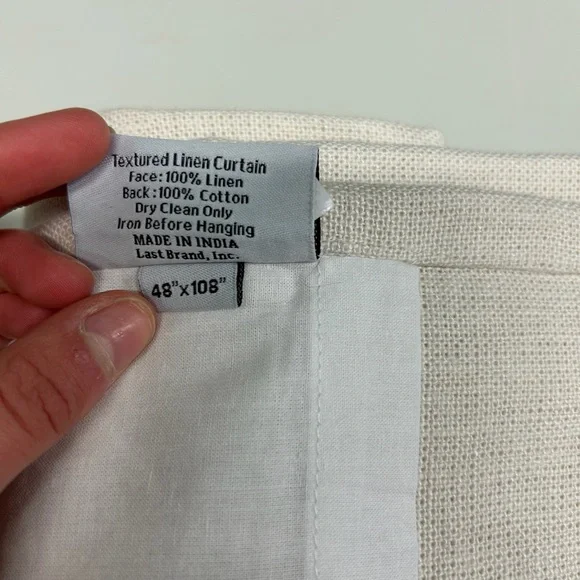 Textured Linen Curtain
Face: 100% Linen
Back: 100% Cotton
Dry Clean Only
Iron Before Hanging
MADE IN INDIA
Last Brand, Inc.
48"x108"